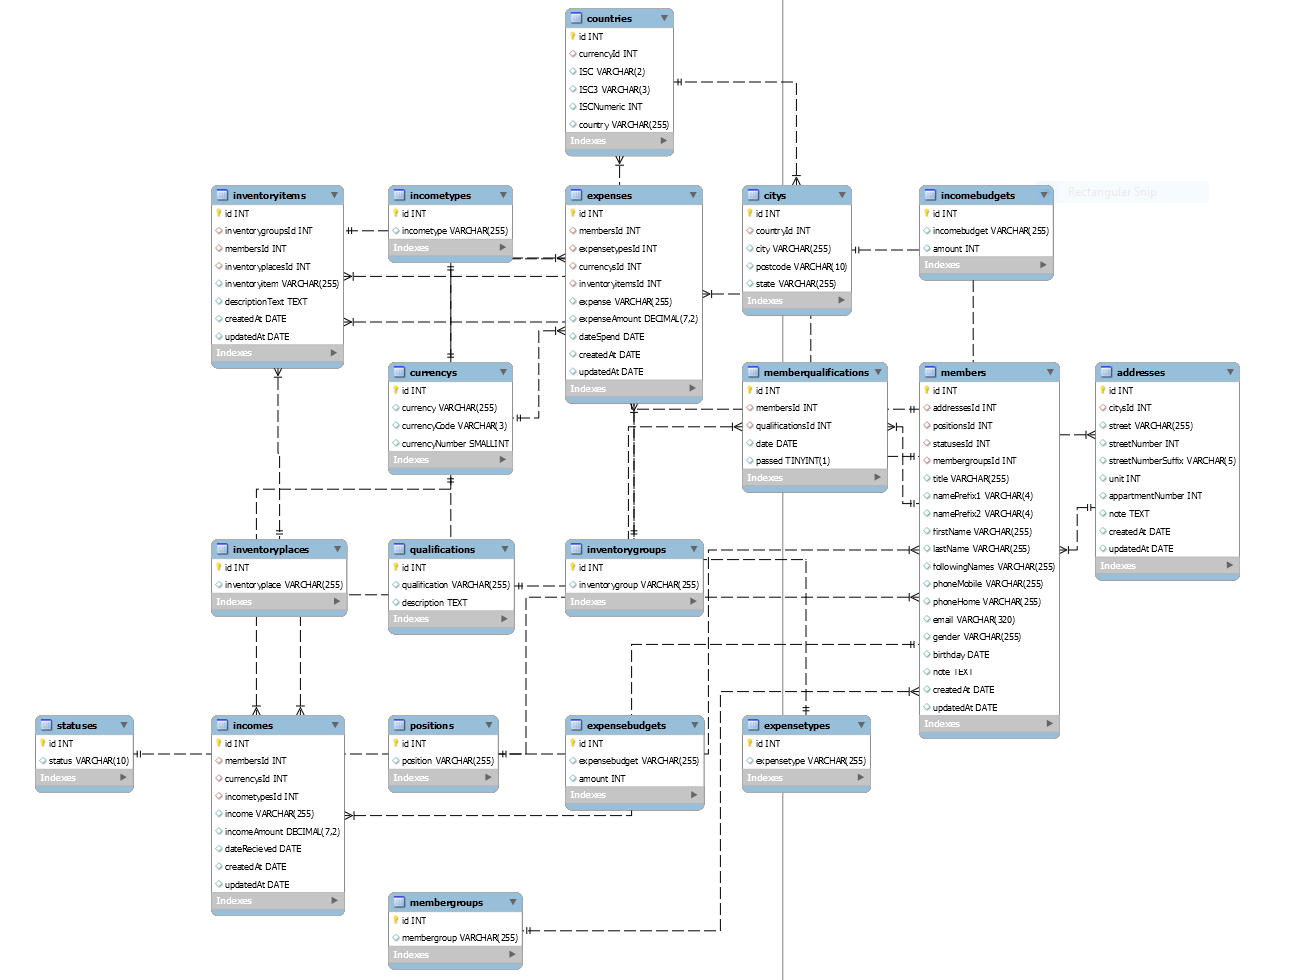 countries
id INT
currencyId INT
ISC VARCHAR(2)
ISC3 VARCHAR(3)
ISCNumeric INT
country VARCHAR(255)
Indexes
inventoryitems
id INT
inventorygroupsId INT
membersId INT
inventoryplacesId INT
inventoryitem VARCHAR(255)
descriptionText TEXT
createdAt DATE
updatedAt DATE
Indexes
incometypes
id INT
incometype VARCHAR(255)
Indexes
expenses
id INT
membersId INT
expensetypesId INT
currencysId INT
inventoryitemsId INT
expense VARCHAR(255)
expenseAmount DECIMAL(7,2)
dateSpend DATE
createdAt DATE
updatedAt DATE
Indexes
citys
id INT
countryId INT
city VARCHAR(255)
postcode VARCHAR(10)
state VARCHAR(255)
Indexes
incomebudgets
id INT
incomebudget VARCHAR(255)
amount INT
Indexes
Rectangular Snip
currencys
id INT
currency VARCHAR(255)
currencyCode VARCHAR(3)
currencyNumber SMALLINT
Indexes
memberqualifications
id INT
membersId INT
qualificationsId INT
date DATE
passed TINYINT(1)
Indexes
members
id INT
addressesId INT
positionsId INT
statusesId INT
membergroupsId INT
title VARCHAR(255)
namePrefix1 VARCHAR(4)
namePrefix2 VARCHAR(4)
firstName VARCHAR(255)
lastName VARCHAR(255)
followingNames VARCHAR(255)
phoneMobile VARCHAR(255)
phoneHome VARCHAR(255)
email VARCHAR(320)
gender VARCHAR(255)
birthday DATE
note TEXT
createdAt DATE
updatedAt DATE
Indexes
addresses
id INT
citysId INT
street VARCHAR(255)
streetNumber INT
streetNumberSuffix VARCHAR(5)
unit INT
appartmentNumber INT
note TEXT
createdAt DATE
updatedAt DATE
Indexes
inventoryplaces
id INT
inventoryplace VARCHAR(255)
Indexes
qualifications
id INT
qualification VARCHAR(255)
description TEXT
Indexes
inventorygroups
id INT
inventorygroup VARCHAR(255)
Indexes
statuses
id INT
status VARCHAR(10)
Indexes
incomes
id INT
membersId INT
currencysId INT
incometypesId INT
income VARCHAR(255)
incomeAmount DECIMAL(7,2)
dateRecieved DATE
createdAt DATE
updatedAt DATE
Indexes
positions
id INT
position VARCHAR(255)
Indexes
expensebudgets
id INT
expensebudget VARCHAR(255)
amount INT
Indexes
expensetypes
id INT
expensetype VARCHAR(255)
Indexes
membergroups
id INT
membergroup VARCHAR(255)
Indexes